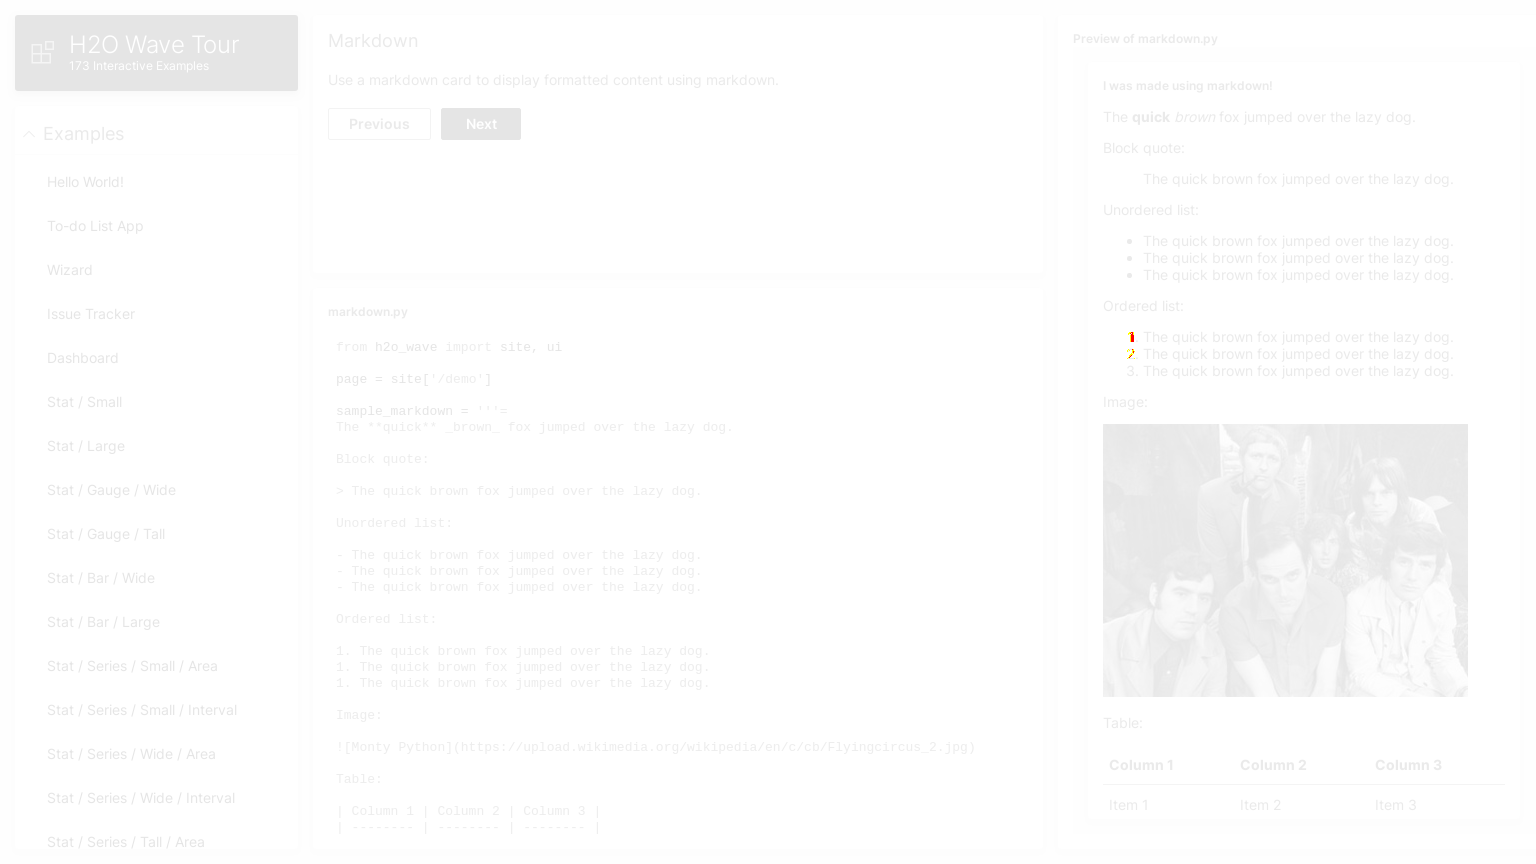 H2O Wave Tour
173 Interactive Examples
Examples
Hello World!
To-do List App
Wizard
Issue Tracker
Dashboard
Stat / Small
Stat / Large
Stat / Gauge / Wide
Stat / Gauge / Tall
Stat / Bar / Wide
Stat / Bar / Large
Stat / Series / Small / Area
Stat / Series / Small / Interval
Stat / Series / Wide / Area
Stat / Series / Wide / Interval
Stat / Series / Tall / Area
Markdown
Use a markdown card to display formatted content using markdown.
Previous Next
markdown.py
from h2o_wave import site, ui
page = site['/demo']
sample_markdown = '''=
The **quick** _brown_ fox jumped over the lazy dog.
Block quote:
> The quick brown fox jumped over the lazy dog.
Unordered list:
- The quick brown fox jumped over the lazy dog.
- The quick brown fox jumped over the lazy dog.
- The quick brown fox jumped over the lazy dog.
Ordered list:
1. The quick brown fox jumped over the lazy dog.
1. The quick brown fox jumped over the lazy dog.
1. The quick brown fox jumped over the lazy dog.
Image:
![Monty Python](https://upload.wikimedia.org/wikipedia/en/c/cb/Flyingcircus_2.jpg)
Table:
| Column 1 | Column 2 | Column 3 |
| -------- | -------- | -------- |
Preview of markdown.py
I was made using markdown!
The quick brown fox jumped over the lazy dog.
Block quote:
The quick brown fox jumped over the lazy dog.
Unordered list:
• The quick brown fox jumped over the lazy dog.
• The quick brown fox jumped over the lazy dog.
• The quick brown fox jumped over the lazy dog.
Ordered list:
1. The quick brown fox jumped over the lazy dog.
2. The quick brown fox jumped over the lazy dog.
3. The quick brown fox jumped over the lazy dog.
Image:
Table:
Column 1 Column 2 Column 3
Item 1 Item 2 Item 3